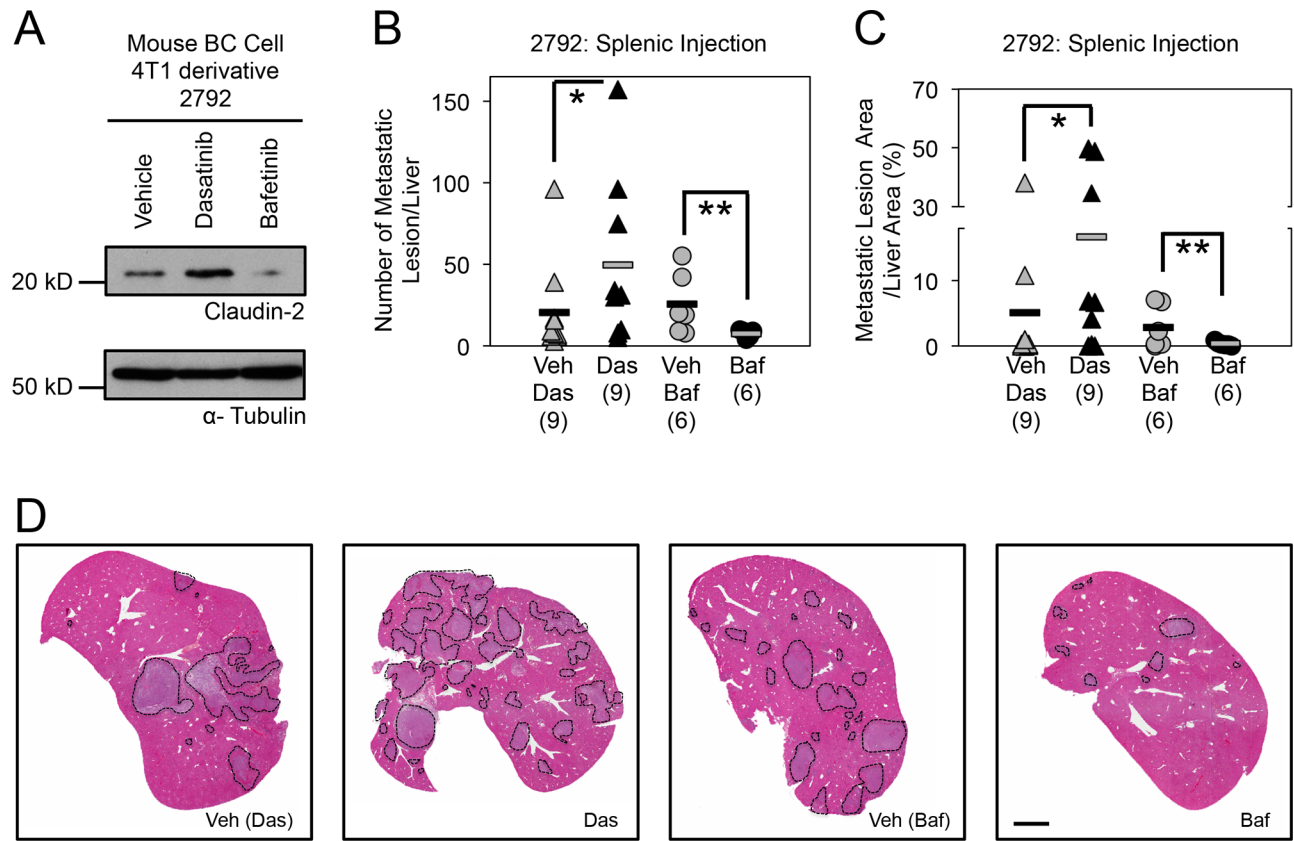 A
Mouse BC Cell
4T1 derivative
2792
Vehicle
Dasatinib
Bafetinib
20 kD
Claudin-2
50 kD
α- Tubulin
B
2792: Splenic Injection
Number of Metastatic
Lesion/Liver
150
100
50
0
*
**
Veh
Das
(9)
Das
(9)
Veh
Baf
(6)
Baf
(6)
C
2792: Splenic Injection
Metastatic Lesion Area
/Liver Area (%)
70
50
30
10
0
*
**
Veh
Das
(9)
Das
(9)
Veh
Baf
(6)
Baf
(6)
D
Veh (Das)
Das
Veh (Baf)
Baf